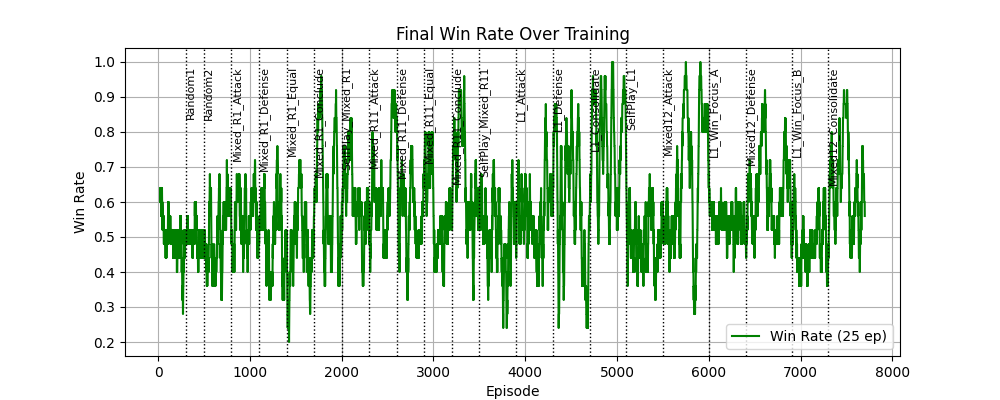 Final Win Rate Over Training
Win Rate
1.0
0.9
0.8
0.7
0.6
0.5
0.4
0.3
0.2
Random1
Random2
Mixed_R1_Attack
Mixed_R1_Defense
Mixed_R1_Equal
Mixed_R1_Conclude
SelfPlay_Mixed_R1
Mixed_R11_Attack
Mixed_R11_Defense
Mixed_R11_Equal
Mixed_R11_Conclude
SelfPlay_Mixed_R11
L1_Attack
L1_Defense
L1_Consolidate
SelfPlay_L1
Mixed12_Attack
L1_Win_Focus_A
Mixed12_Defense
L1_Win_Focus_B
Mixed12_Consolidate
Win Rate (25 ep)
0
1000
2000
3000
4000
5000
6000
7000
8000
Episode